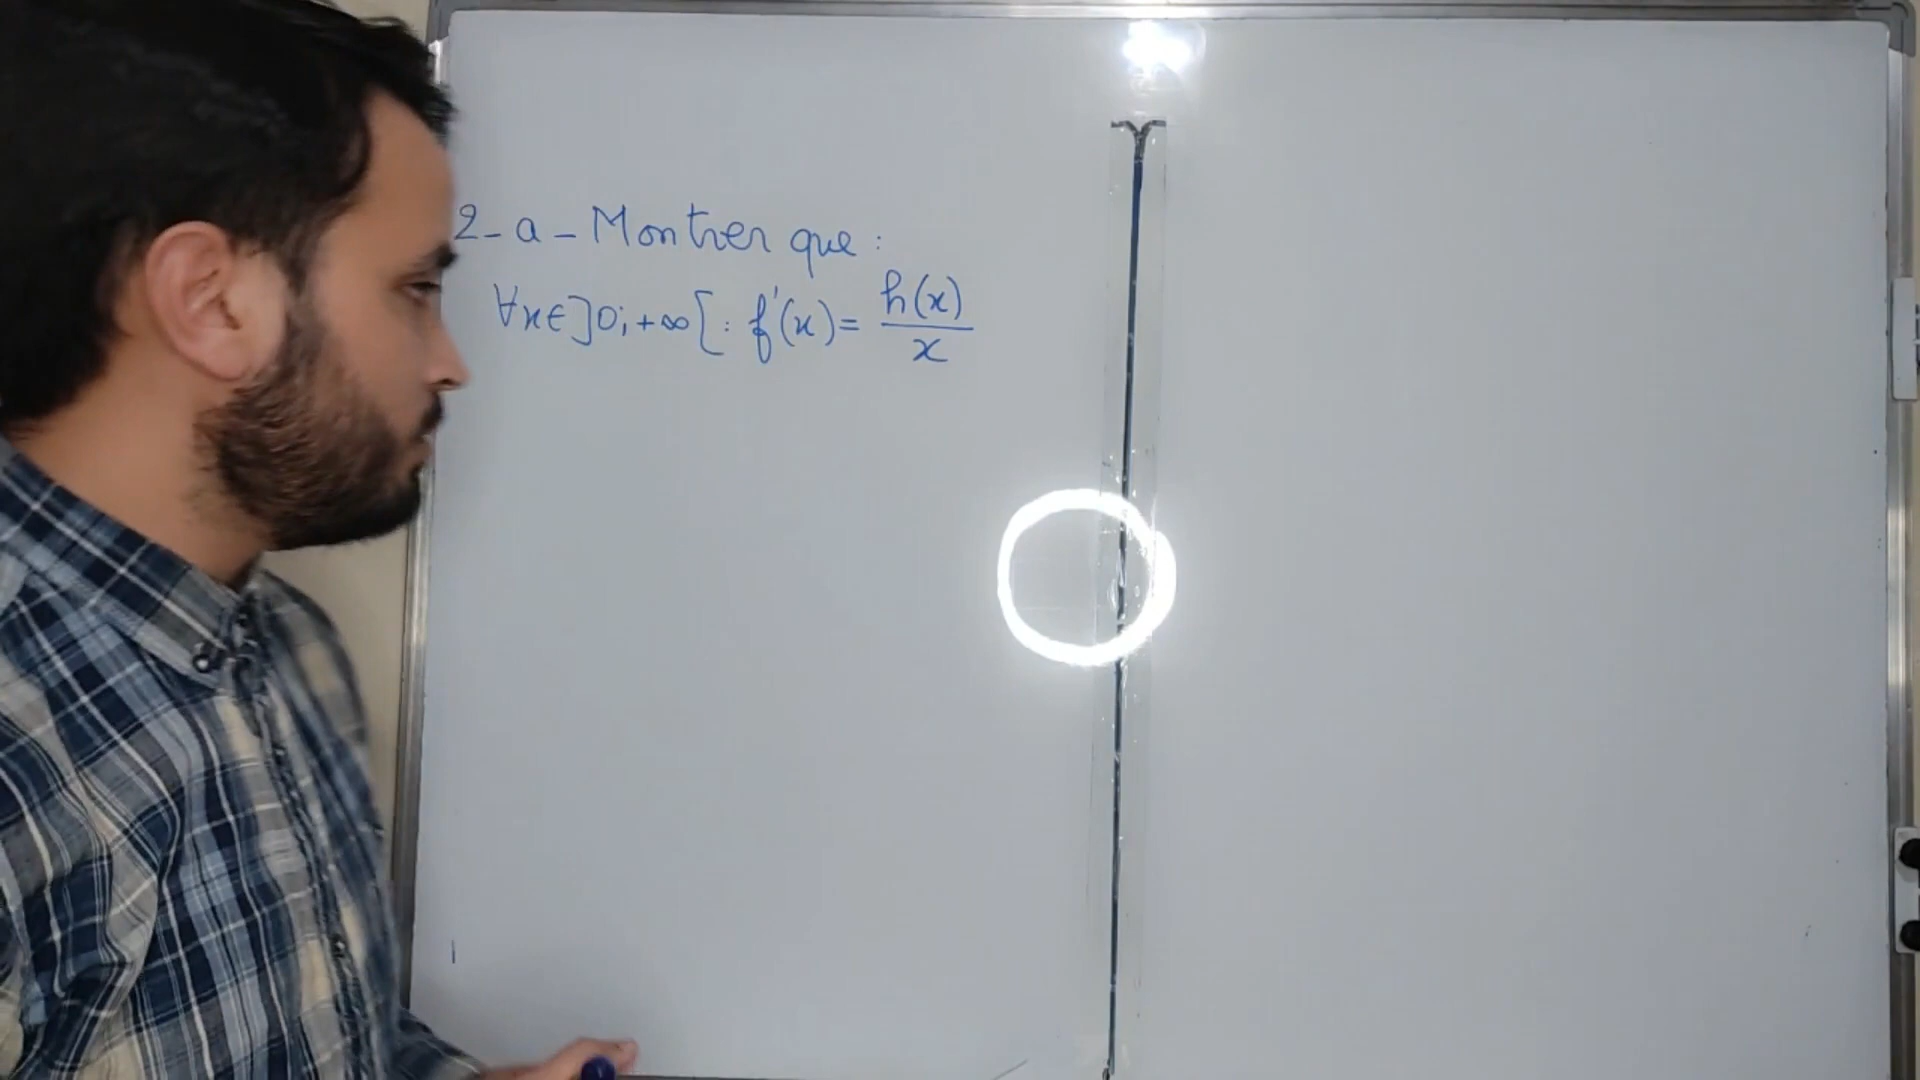 2-a-Montrer que :
∀x∈]0;+∞[ : f'(x) = h(x)/x